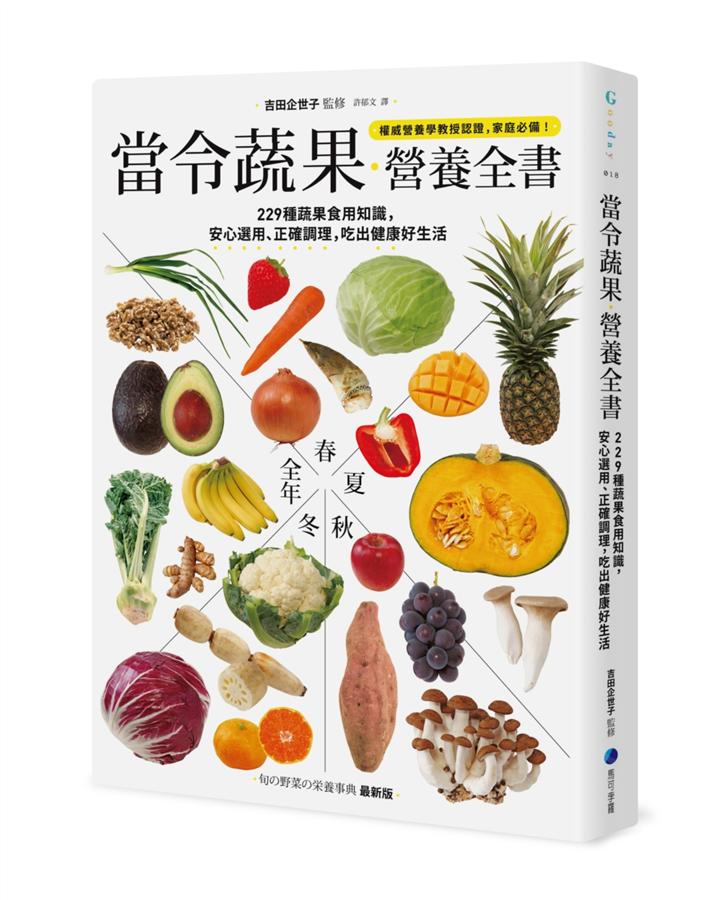 吉田企世子 監修 許郁文 譯
權威營養學教授認證，家庭必備！
當令蔬果・營養全書
229種蔬果食用知識，
安心選用、正確調理，吃出健康好生活
春
夏
秋
冬
全年
旬の野菜の栄養事典 最新版
Gooday
018
當令蔬果・營養全書
229種蔬果食用知識，
安心選用、正確調理，吃出健康好生活
吉田企世子 監修
馬可孛羅